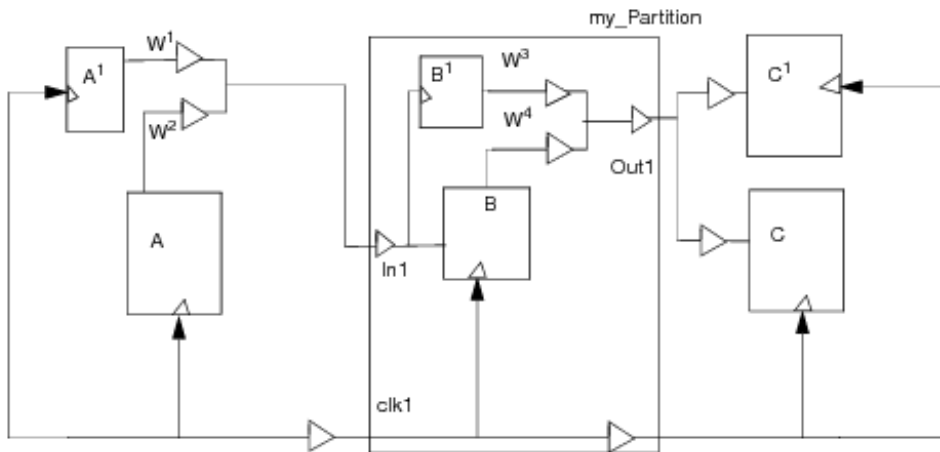 my_Partition
W¹
W³
A¹
B¹
C¹
W²
W⁴
Out1
B
A
C
In1
clk1